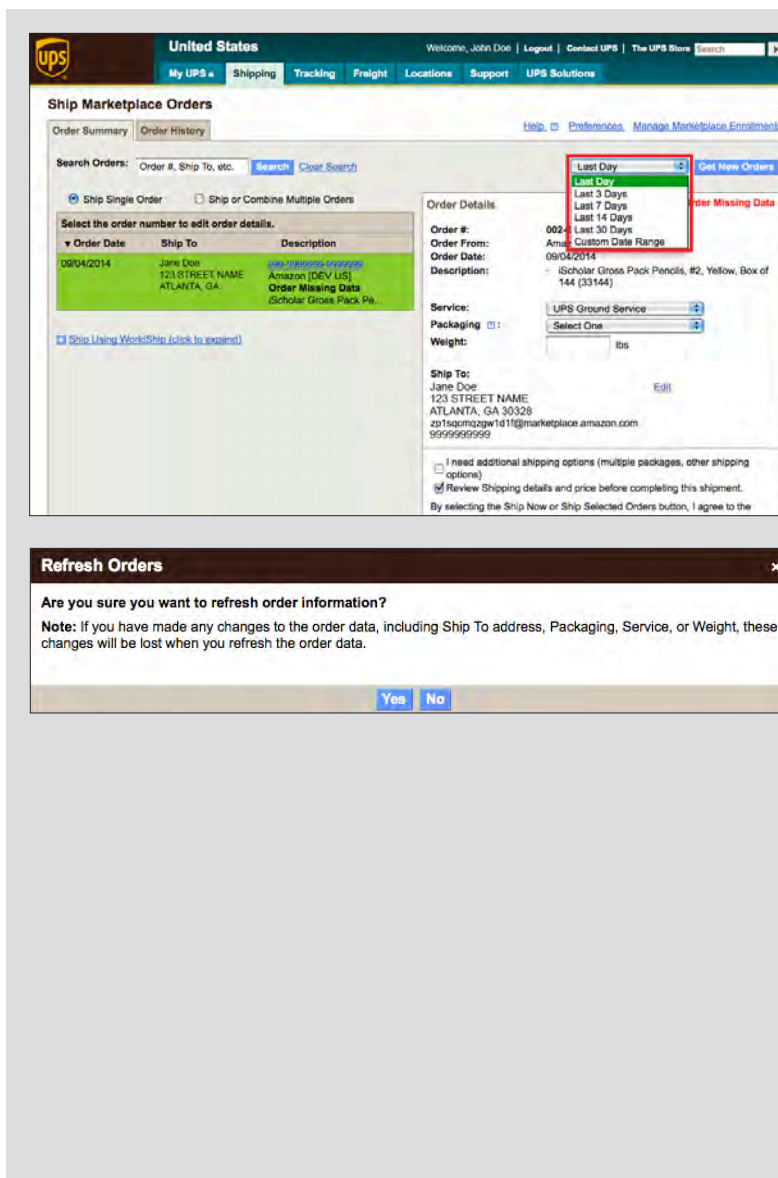 ups
United States
Welcome, John Doe | Logout | Contact UPS | The UPS Store Search
My UPS Shipping Tracking Freight Locations Support UPS Solutions
Ship Marketplace Orders
Order Summary Order History
Help Preferences Manage Marketplace Enrollment
Search Orders: Order #, Ship To, etc. Search Clear Search
Last Day Get New Orders
Last Day
Last 3 Days
Last 7 Days
Last 14 Days
Last 30 Days
Custom Date Range
Ship Single Order Ship or Combine Multiple Orders
Select the order number to edit order details.
Order Date Ship To Description
09/04/2014 Jane Doe 999-9999999-9999999
123 STREET NAME Amazon [DEV US]
ATLANTA, GA Order Missing Data
iScholar Gross Pack Pe...
Ship Using WorldShip (click to expand)
Order Details Order Missing Data
Order #: 002-
Order From: Ama
Order Date: 09/04/2014
Description: - iScholar Gross Pack Pencils, #2, Yellow, Box of
144 (33144)
Service: UPS Ground Service
Packaging : Select One
Weight: lbs
Ship To:
Jane Doe Edit
123 STREET NAME
ATLANTA, GA 30328
zp1sqcmqzgw1d1f@marketplace.amazon.com
9999999999
I need additional shipping options (multiple packages, other shipping
options)
Review Shipping details and price before completing this shipment.
By selecting the Ship Now or Ship Selected Orders button, I agree to the
Refresh Orders ×
Are you sure you want to refresh order information?
Note: If you have made any changes to the order data, including Ship To address, Packaging, Service, or Weight, these
changes will be lost when you refresh the order data.
Yes No